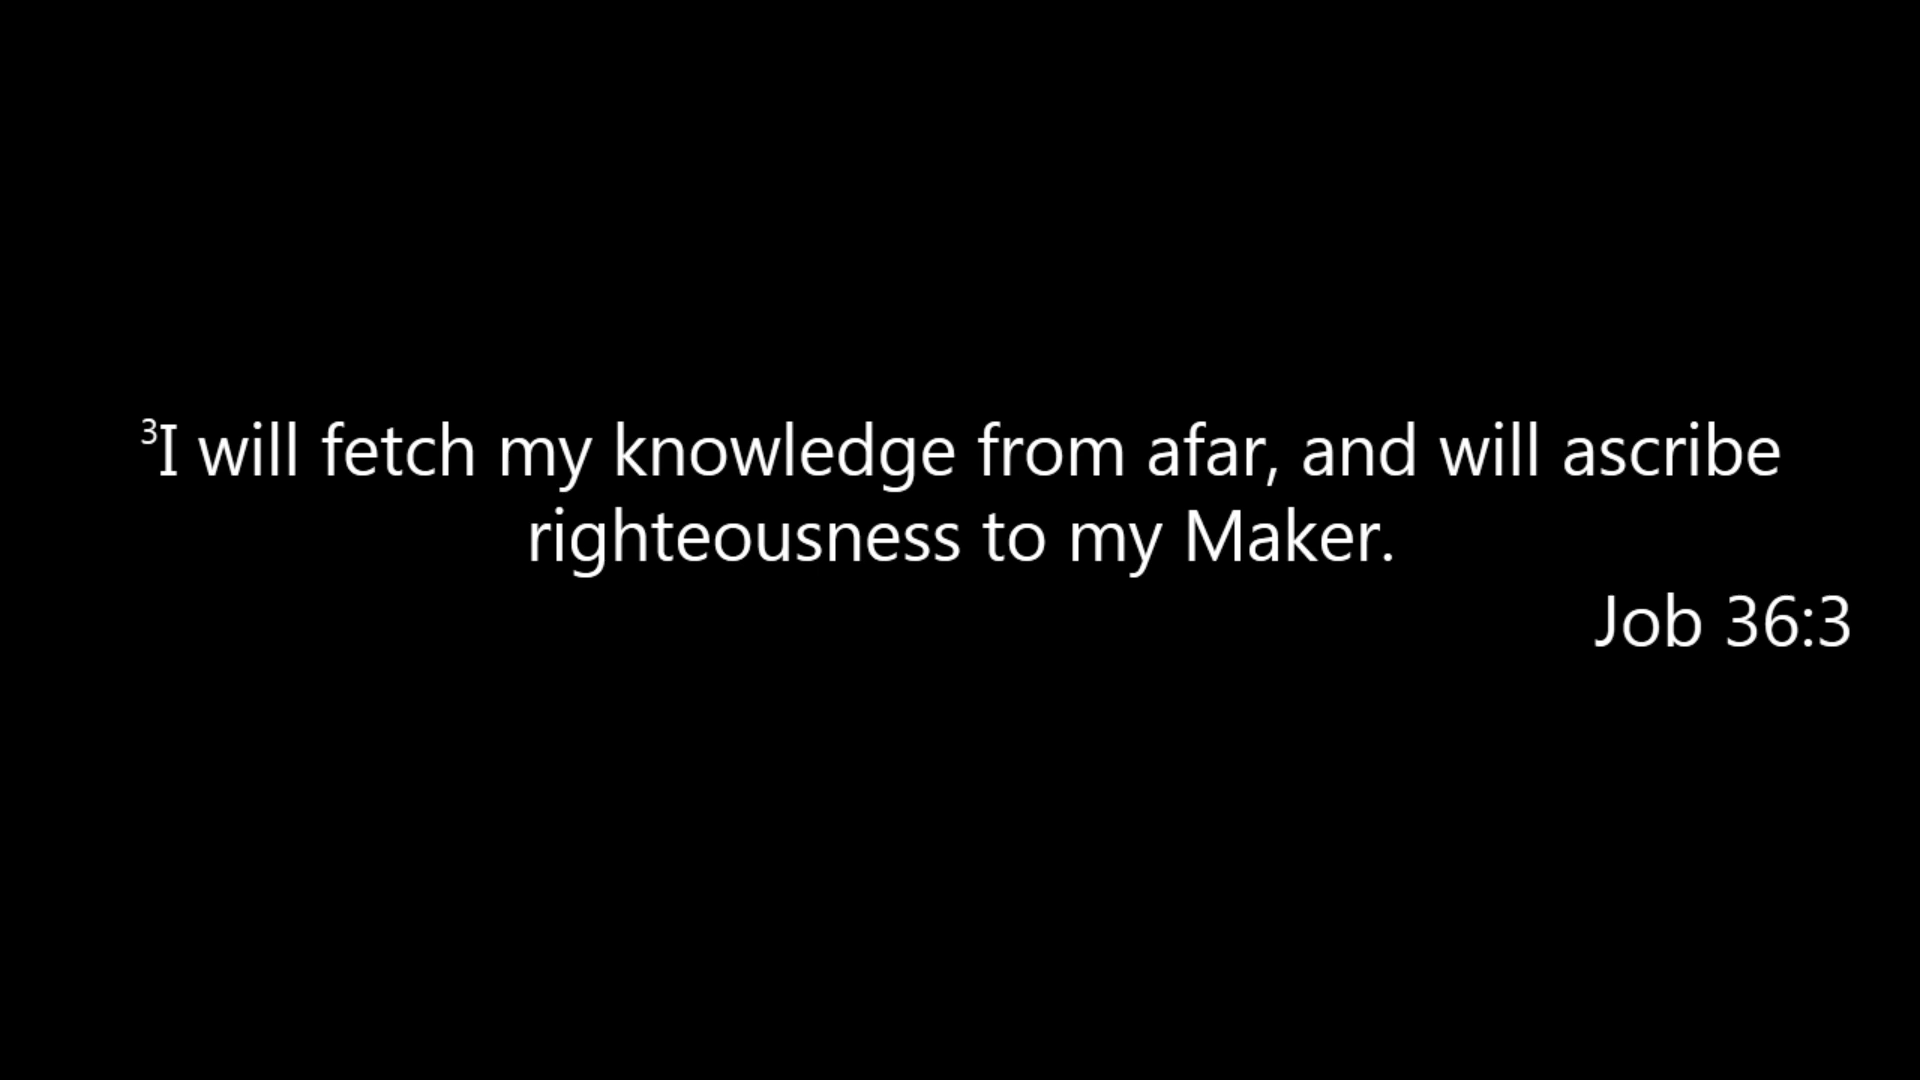 ³I will fetch my knowledge from afar, and will ascribe
righteousness to my Maker.
Job 36:3